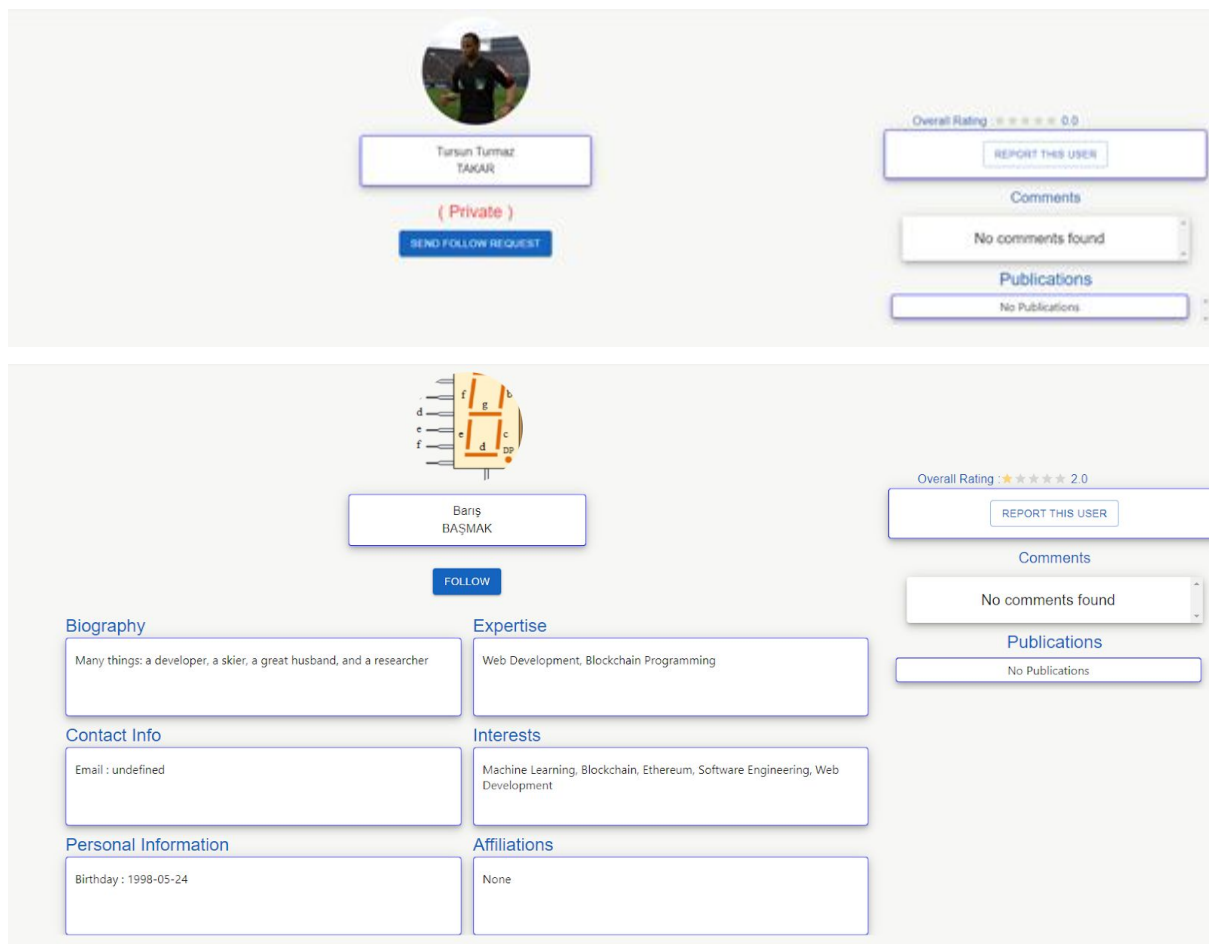 Tursun Turmaz
TAKAR
( Private )
SEND FOLLOW REQUEST
Overall Rating : 0.0
REPORT THIS USER
Comments
No comments found
Publications
No Publications
f
b
g
d
e
f
e
c
d
DP
Barış
BAŞMAK
FOLLOW
Overall Rating : 2.0
REPORT THIS USER
Comments
No comments found
Publications
No Publications
Biography
Many things: a developer, a skier, a great husband, and a researcher
Expertise
Web Development, Blockchain Programming
Contact Info
Email : undefined
Interests
Machine Learning, Blockchain, Ethereum, Software Engineering, Web
Development
Personal Information
Birthday : 1998-05-24
Affiliations
None